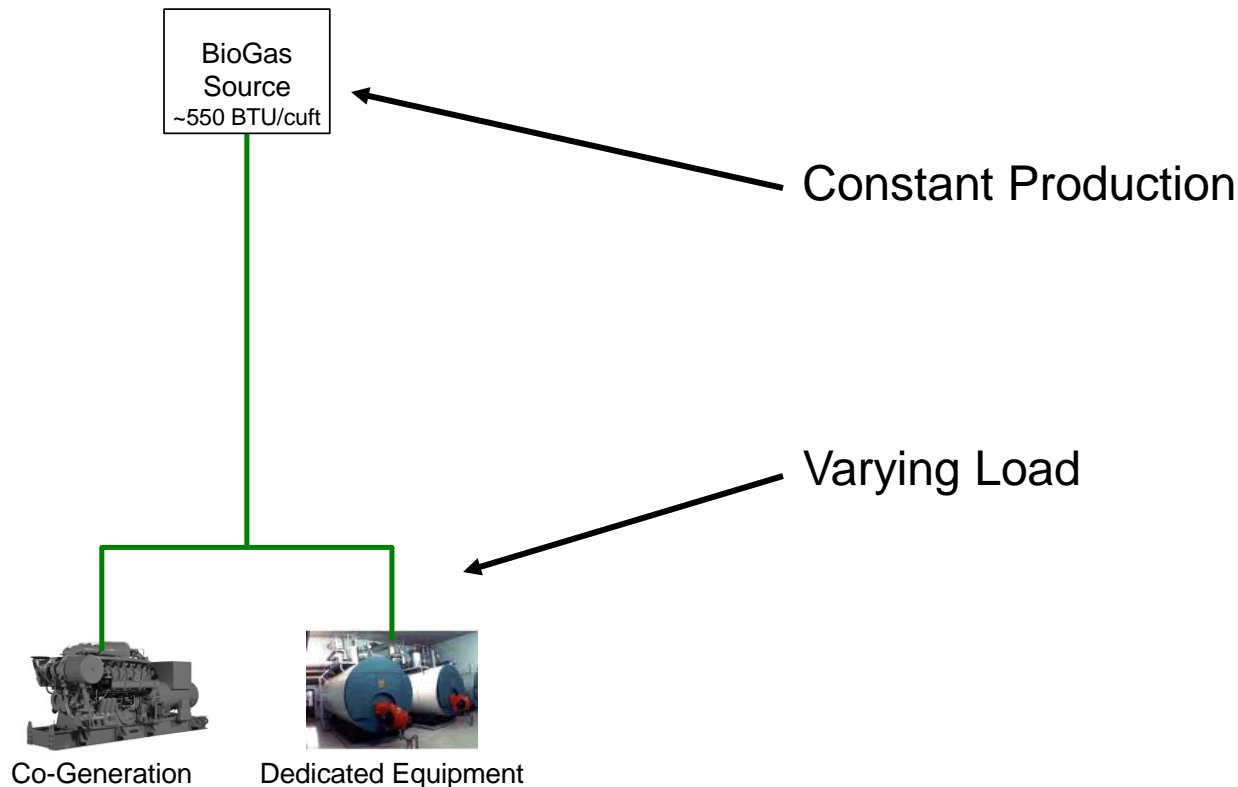 BioGas
Source
~550 BTU/cuft
Constant Production
Varying Load
Co-Generation
Dedicated Equipment